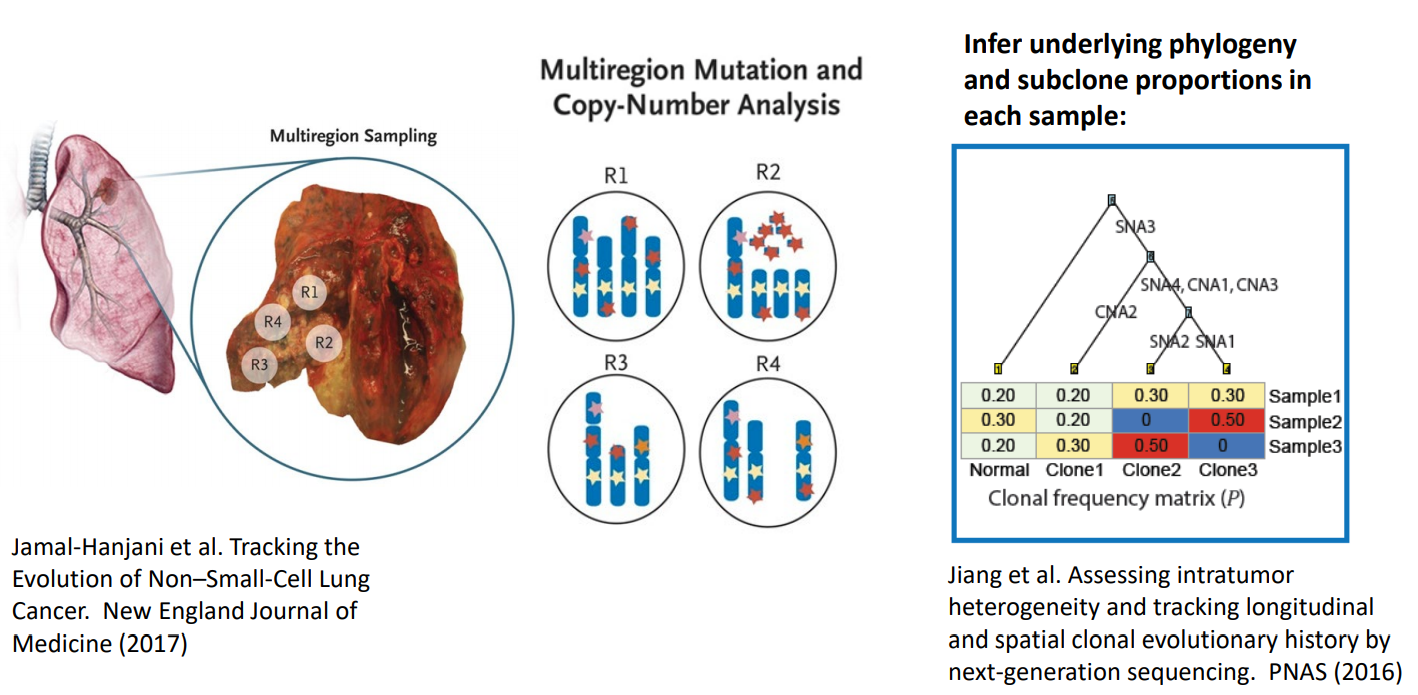 Infer underlying phylogeny
and subclone proportions in
each sample:
Multiregion Mutation and
Copy-Number Analysis
Multiregion Sampling
R1
R4
R2
R3
R1
R2
R3
R4
5
SNA3
6
SNA4, CNA1, CNA3
CNA2
7
SNA2 SNA1
1
2
3
4
0.20 0.20 0.30 0.30 Sample1
0.30 0.20 0 0.50 Sample2
0.20 0.30 0.50 0 Sample3
Normal Clone1 Clone2 Clone3
Clonal frequency matrix (P)
Jamal-Hanjani et al. Tracking the
Evolution of Non–Small-Cell Lung
Cancer. New England Journal of
Medicine (2017)
Jiang et al. Assessing intratumor
heterogeneity and tracking longitudinal
and spatial clonal evolutionary history by
next-generation sequencing. PNAS (2016)